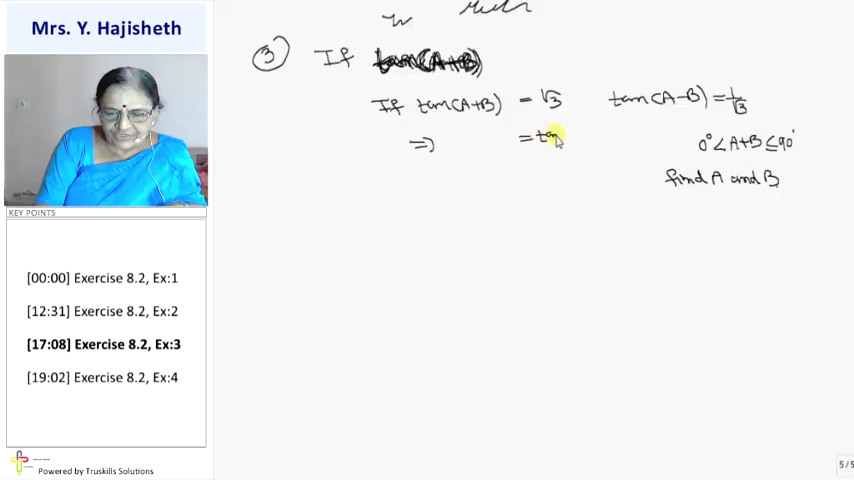 Mrs. Y. Hajisheth
KEY POINTS
[00:00] Exercise 8.2, Ex:1
[12:31] Exercise 8.2, Ex:2
[17:08] Exercise 8.2, Ex:3
[19:02] Exercise 8.2, Ex:4
Powered by Truskills Solutions
③ If
If tan(A+B) = √3 tan(A-B) = 1/√3
⇒ = tan 0° < A+B ≤ 90°
find A and B
5/5